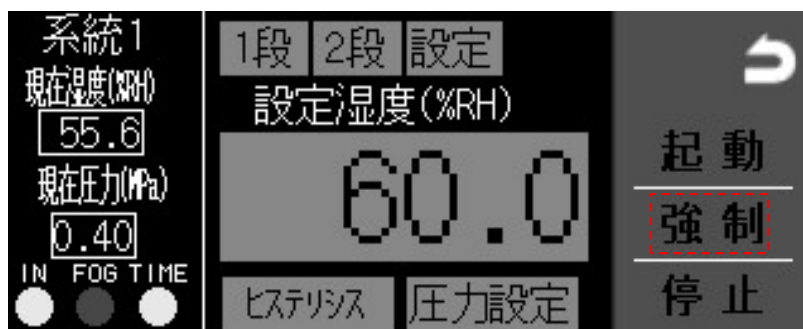 系統1
現在湿度(%RH)
55.6
現在圧力(MPa)
0.40
IN FOG TIME
1段 2段 設定
設定湿度(%RH)
60.0
ヒステリシス 圧力設定
起動
強制
停止